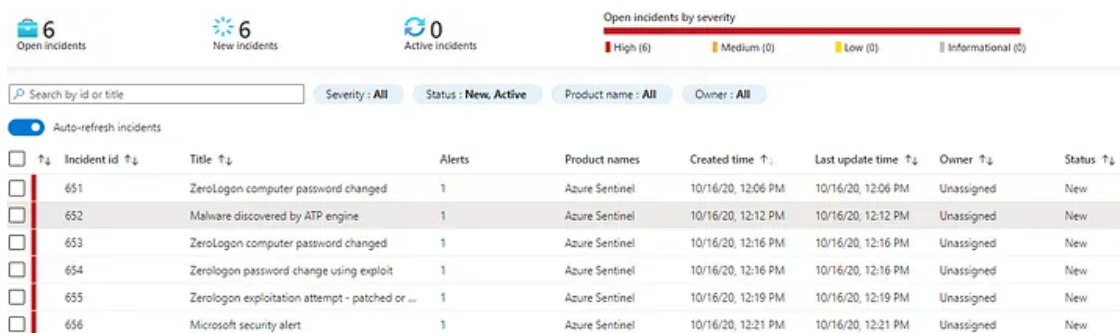 6
Open incidents
6
New incidents
0
Active incidents
Open incidents by severity
High (6) Medium (0) Low (0) Informational (0)
Search by id or title Severity : All Status : New, Active Product name : All Owner : All
Auto-refresh incidents
Incident id Title Alerts Product names Created time Last update time Owner Status
651 ZeroLogon computer password changed 1 Azure Sentinel 10/16/20, 12:06 PM 10/16/20, 12:06 PM Unassigned New
652 Malware discovered by ATP engine 1 Azure Sentinel 10/16/20, 12:12 PM 10/16/20, 12:12 PM Unassigned New
653 ZeroLogon computer password changed 1 Azure Sentinel 10/16/20, 12:16 PM 10/16/20, 12:16 PM Unassigned New
654 Zerologon password change using exploit 1 Azure Sentinel 10/16/20, 12:16 PM 10/16/20, 12:16 PM Unassigned New
655 Zerologon exploitation attempt - patched or ... 1 Azure Sentinel 10/16/20, 12:19 PM 10/16/20, 12:19 PM Unassigned New
656 Microsoft security alert 1 Azure Sentinel 10/16/20, 12:21 PM 10/16/20, 12:21 PM Unassigned New